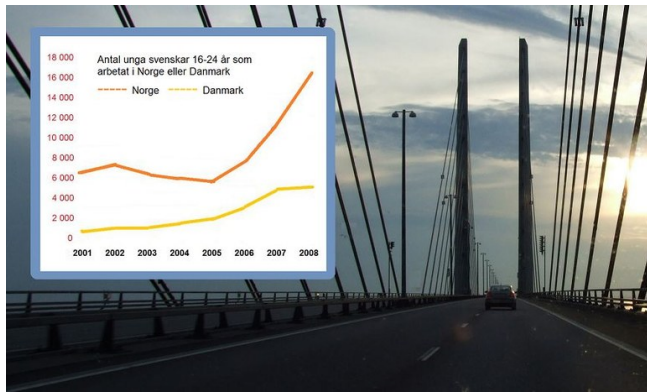 Antal unga svenskar 16-24 år som
arbetat i Norge eller Danmark
Norge Danmark
18 000
16 000
14 000
12 000
10 000
8 000
6 000
4 000
2 000
0
2001 2002 2003 2004 2005 2006 2007 2008